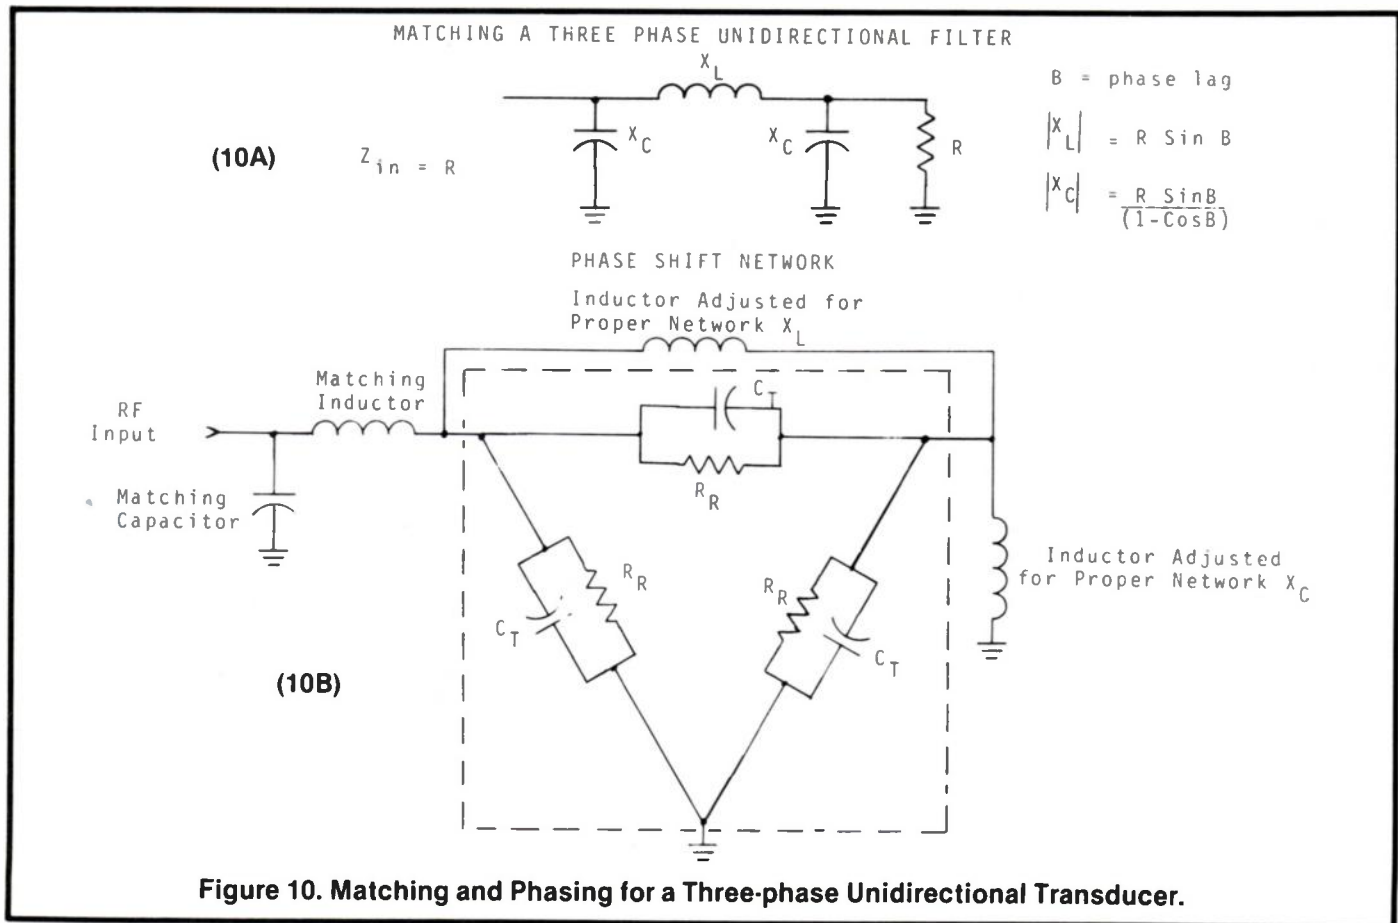 MATCHING A THREE PHASE UNIDIRECTIONAL FILTER
X_L
B = phase lag
(10A)
Z_in = R
X_C
X_C
R
|X_L| = R Sin B
|X_C| = R SinB
(1-CosB)
PHASE SHIFT NETWORK
Inductor Adjusted for
Proper Network X_L
Matching
Inductor
RF
Input
C_T
R_R
Matching
Capacitor
R_R
C_T
R_R
C_T
Inductor Adjusted
for Proper Network X_C
(10B)
Figure 10. Matching and Phasing for a Three-phase Unidirectional Transducer.